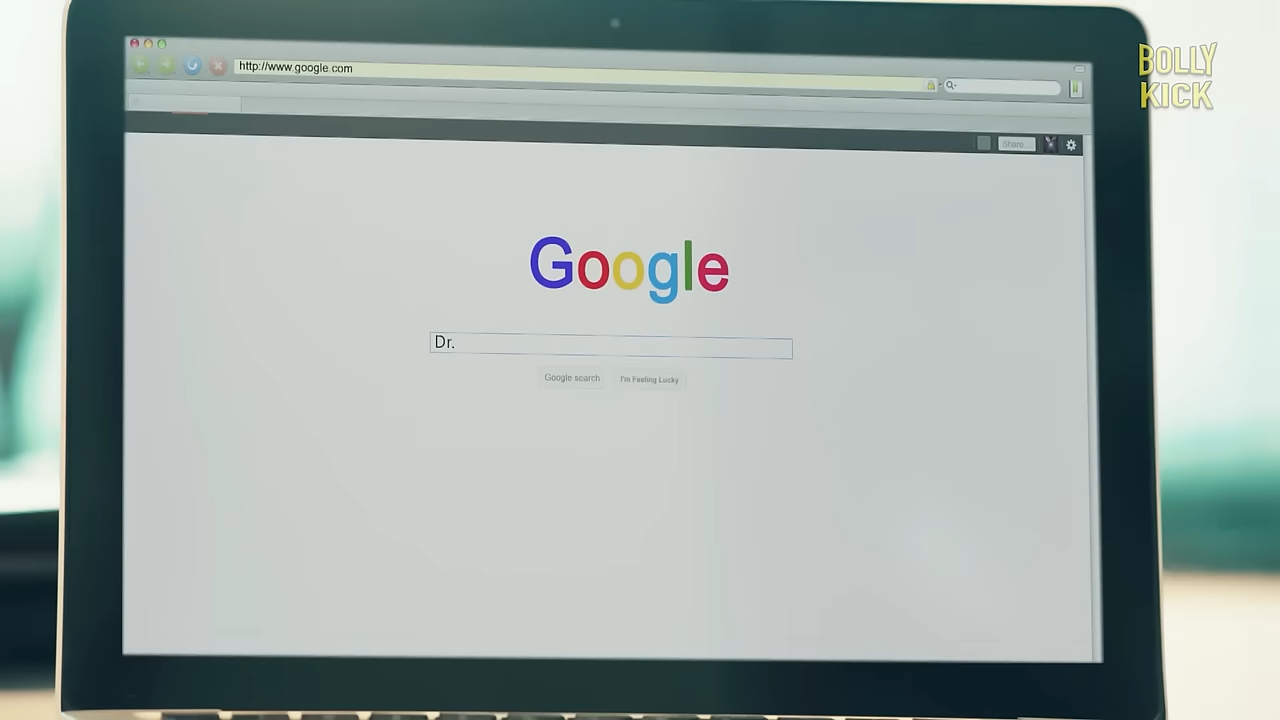 http://www.google.com
BOLLY
KICK
Share
Google
Dr.
Google search
I'm Feeling Lucky